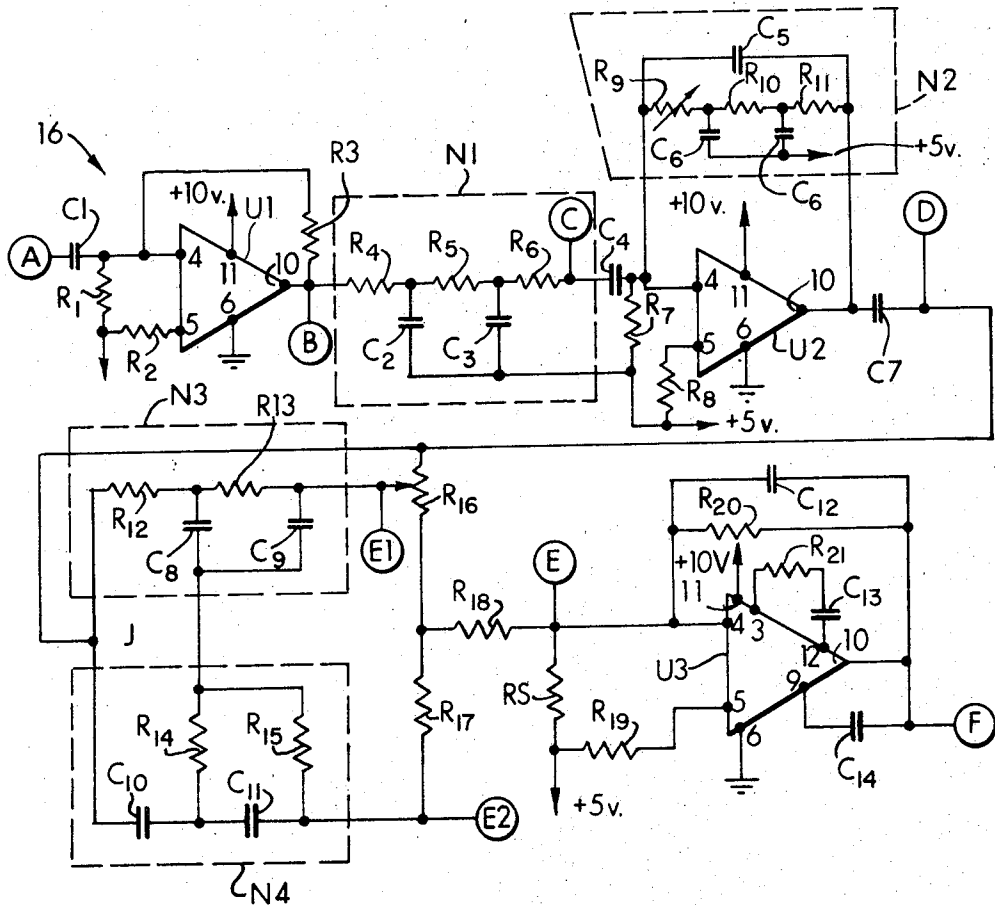 16
A
C1
R1
R2
+10v.
U1
4
11
10
5
6
B
R3
N1
R4
R5
R6
C2
C3
C
C4
R7
R8
+5v.
+10v.
4
11
10
5
6
U2
C5
R9
R10
R11
C6
C6
+5v.
N2
D
C7
N3
R13
R12
C8
C9
E1
R16
J
R14
R15
C10
C11
N4
R17
E2
R18
E
RS
R19
+5v.
C12
R20
+10V
11
R21
C13
4
3
12
10
U3
9
5
6
C14
F